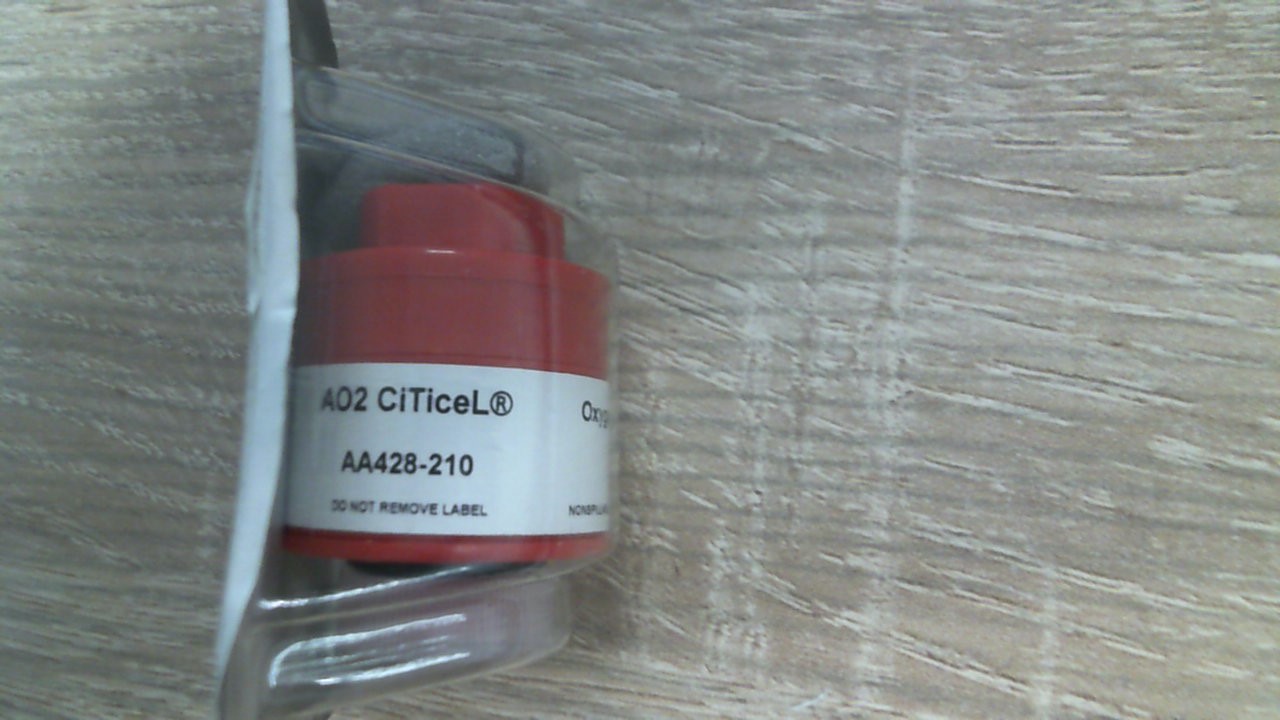 AO2 CiTiceL®
AA428-210
DO NOT REMOVE LABEL